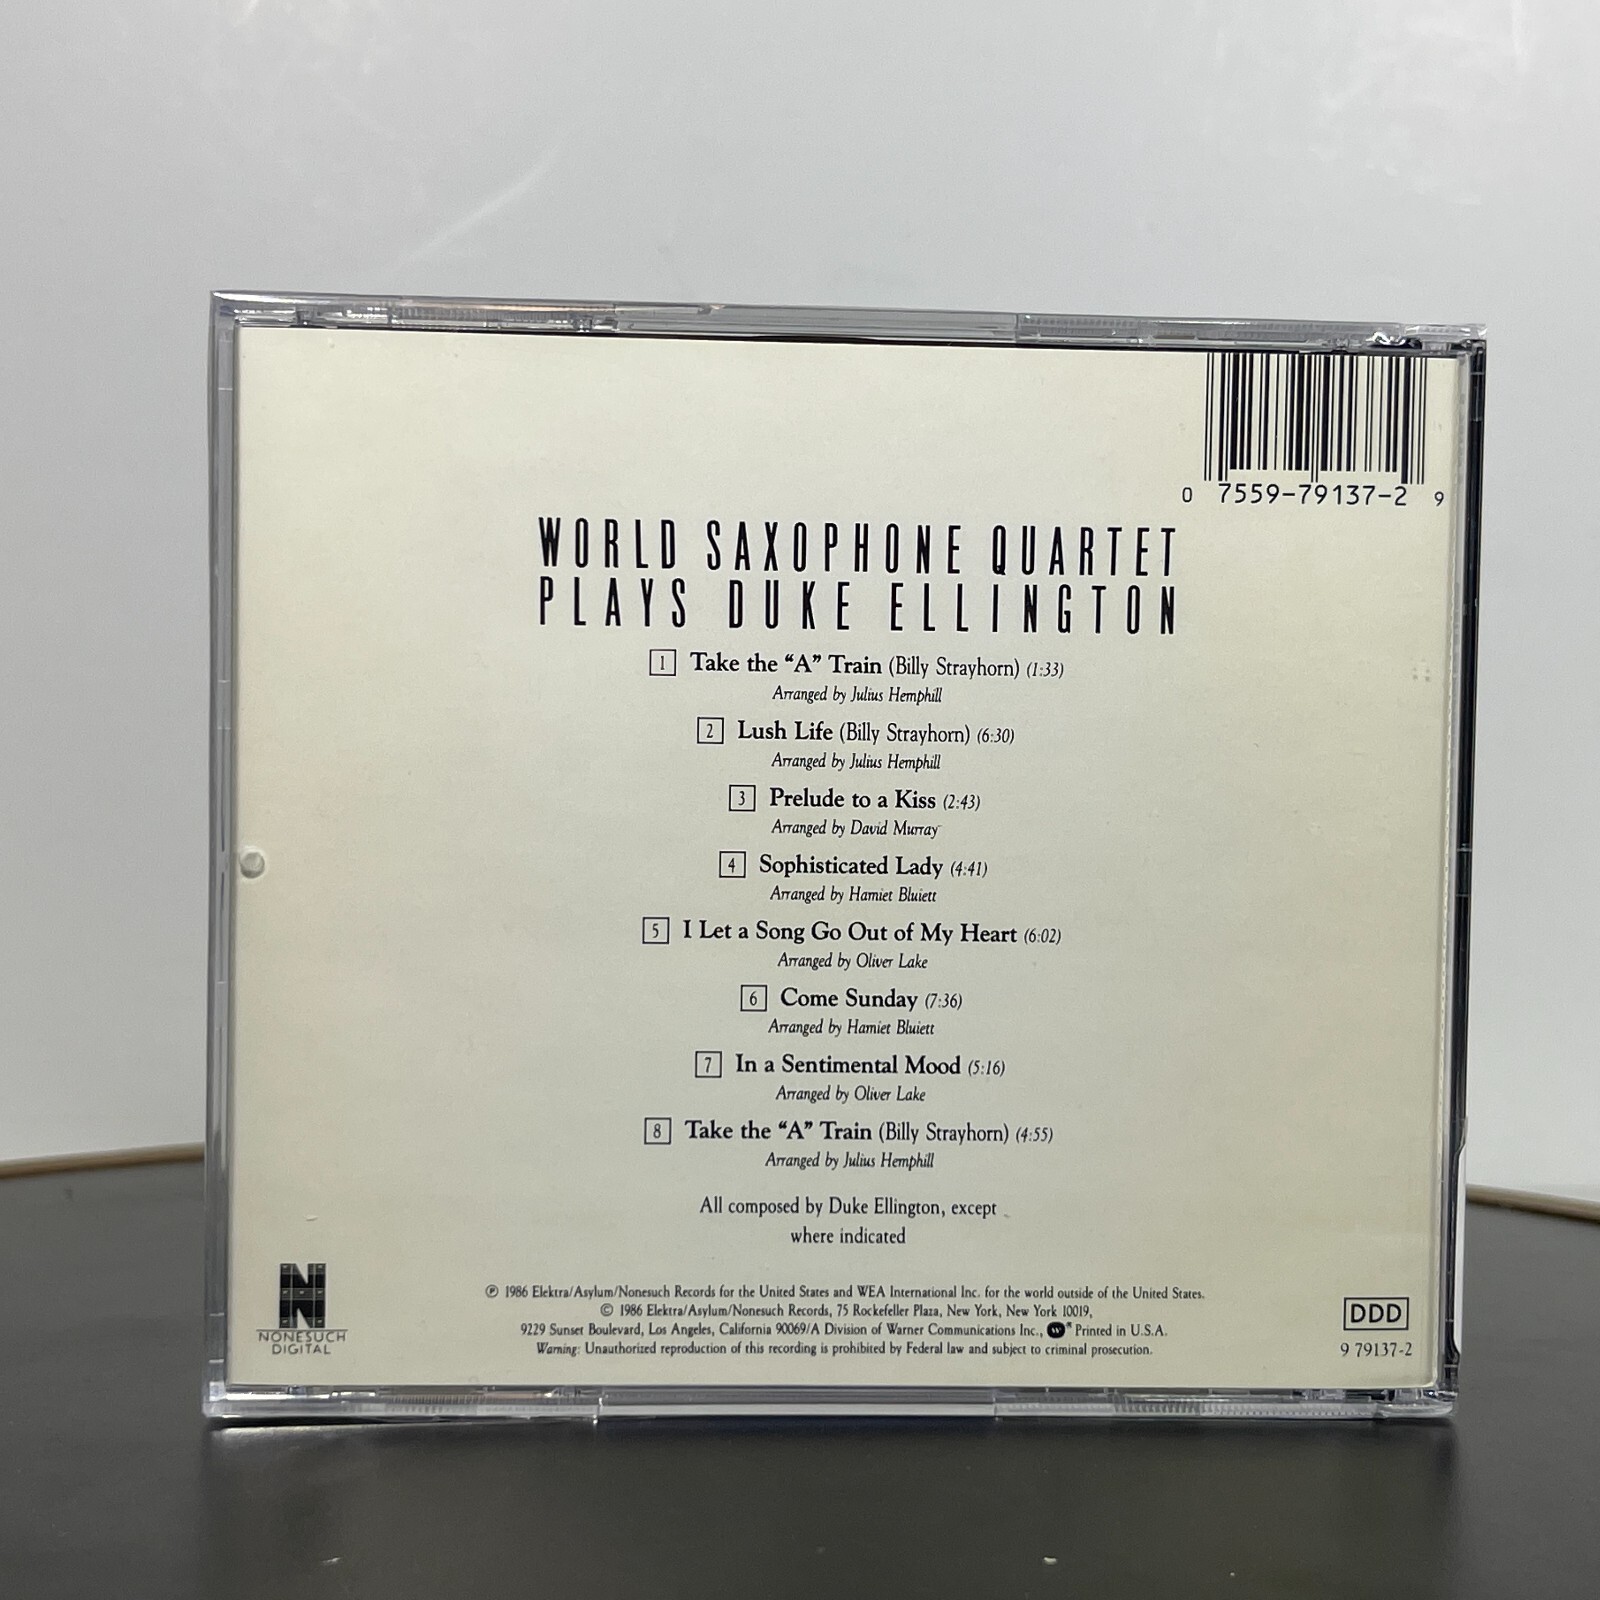 0 7559-79137-2 9
WORLD SAXOPHONE QUARTET
PLAYS DUKE ELLINGTON
1 Take the “A” Train (Billy Strayhorn) (1:33)
Arranged by Julius Hemphill
2 Lush Life (Billy Strayhorn) (6:30)
Arranged by Julius Hemphill
3 Prelude to a Kiss (2:43)
Arranged by David Murray
4 Sophisticated Lady (4:41)
Arranged by Hamiet Bluiett
5 I Let a Song Go Out of My Heart (6:02)
Arranged by Oliver Lake
6 Come Sunday (7:36)
Arranged by Hamiet Bluiett
7 In a Sentimental Mood (5:16)
Arranged by Oliver Lake
8 Take the “A” Train (Billy Strayhorn) (4:55)
Arranged by Julius Hemphill
All composed by Duke Ellington, except
where indicated
N
NONESUCH
DIGITAL
℗ 1986 Elektra/Asylum/Nonesuch Records for the United States and WEA International Inc. for the world outside of the United States.
© 1986 Elektra/Asylum/Nonesuch Records, 75 Rockefeller Plaza, New York, New York 10019,
9229 Sunset Boulevard, Los Angeles, California 90069/A Division of Warner Communications Inc., W® Printed in U.S.A.
Warning: Unauthorized reproduction of this recording is prohibited by Federal law and subject to criminal prosecution.
DDD
9 79137-2